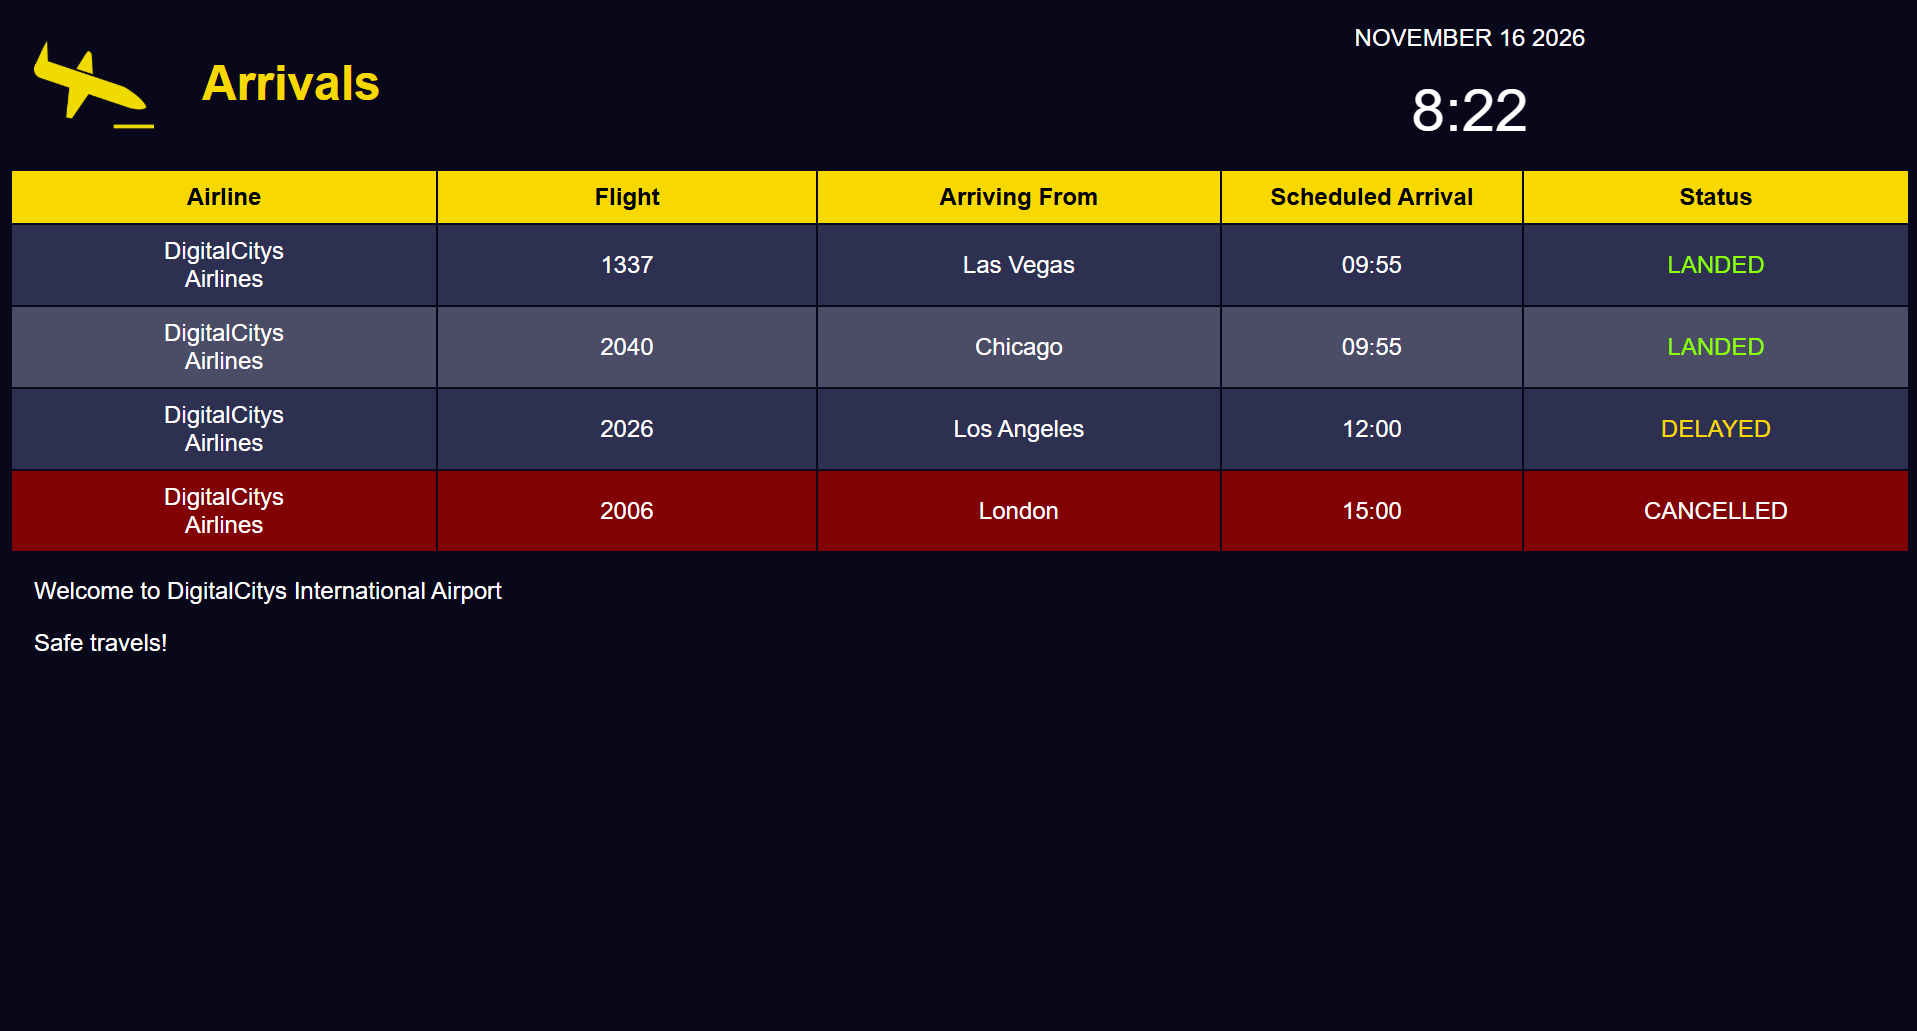 NOVEMBER 16 2026
Arrivals
8:22
Airline Flight Arriving From Scheduled Arrival Status
DigitalCitys
Airlines
1337 Las Vegas 09:55 LANDED
DigitalCitys
Airlines
2040 Chicago 09:55 LANDED
DigitalCitys
Airlines
2026 Los Angeles 12:00 DELAYED
DigitalCitys
Airlines
2006 London 15:00 CANCELLED
Welcome to DigitalCitys International Airport
Safe travels!